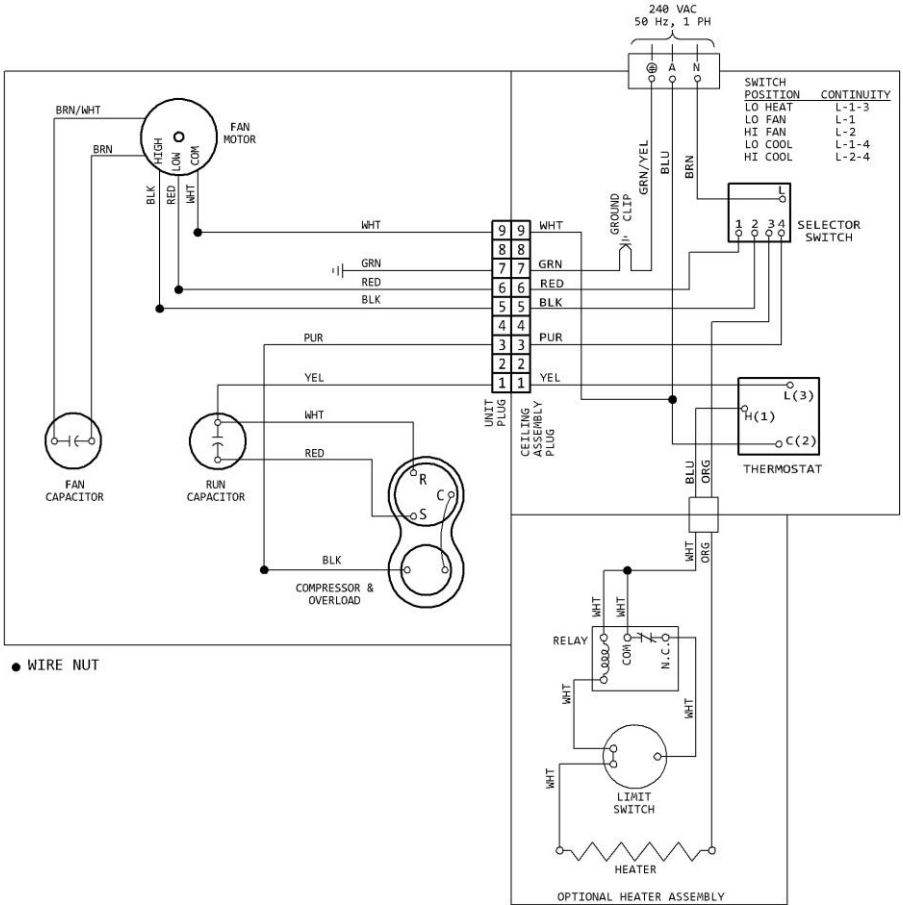 240 VAC
50 Hz, 1 PH
A N
SWITCH
POSITION CONTINUITY
LO HEAT L-1-3
LO FAN L-1
HI FAN L-2
LO COOL L-1-4
HI COOL L-2-4
BRN/WHT
BRN
FAN
MOTOR
HIGH
LOW
COM
BLK
RED
WHT
GRN/YEL
BLU
BRN
GROUND
CLIP
L
1 2 3 4
SELECTOR
SWITCH
WHT 9 9 WHT
8 8
GRN 7 7 GRN
RED 6 6 RED
BLK 5 5 BLK
4 4
PUR 3 3 PUR
2 2
YEL 1 1 YEL
UNIT
PLUG
CEILING
ASSEMBLY
PLUG
L(3)
H(1)
C(2)
THERMOSTAT
BLU
ORG
WHT
RED
FAN
CAPACITOR
RUN
CAPACITOR
R
C
S
BLK
COMPRESSOR &
OVERLOAD
WIRE NUT
WHT
ORG
WHT
WHT
RELAY
COM
N.C.
WHT
WHT
LIMIT
SWITCH
WHT
HEATER
OPTIONAL HEATER ASSEMBLY